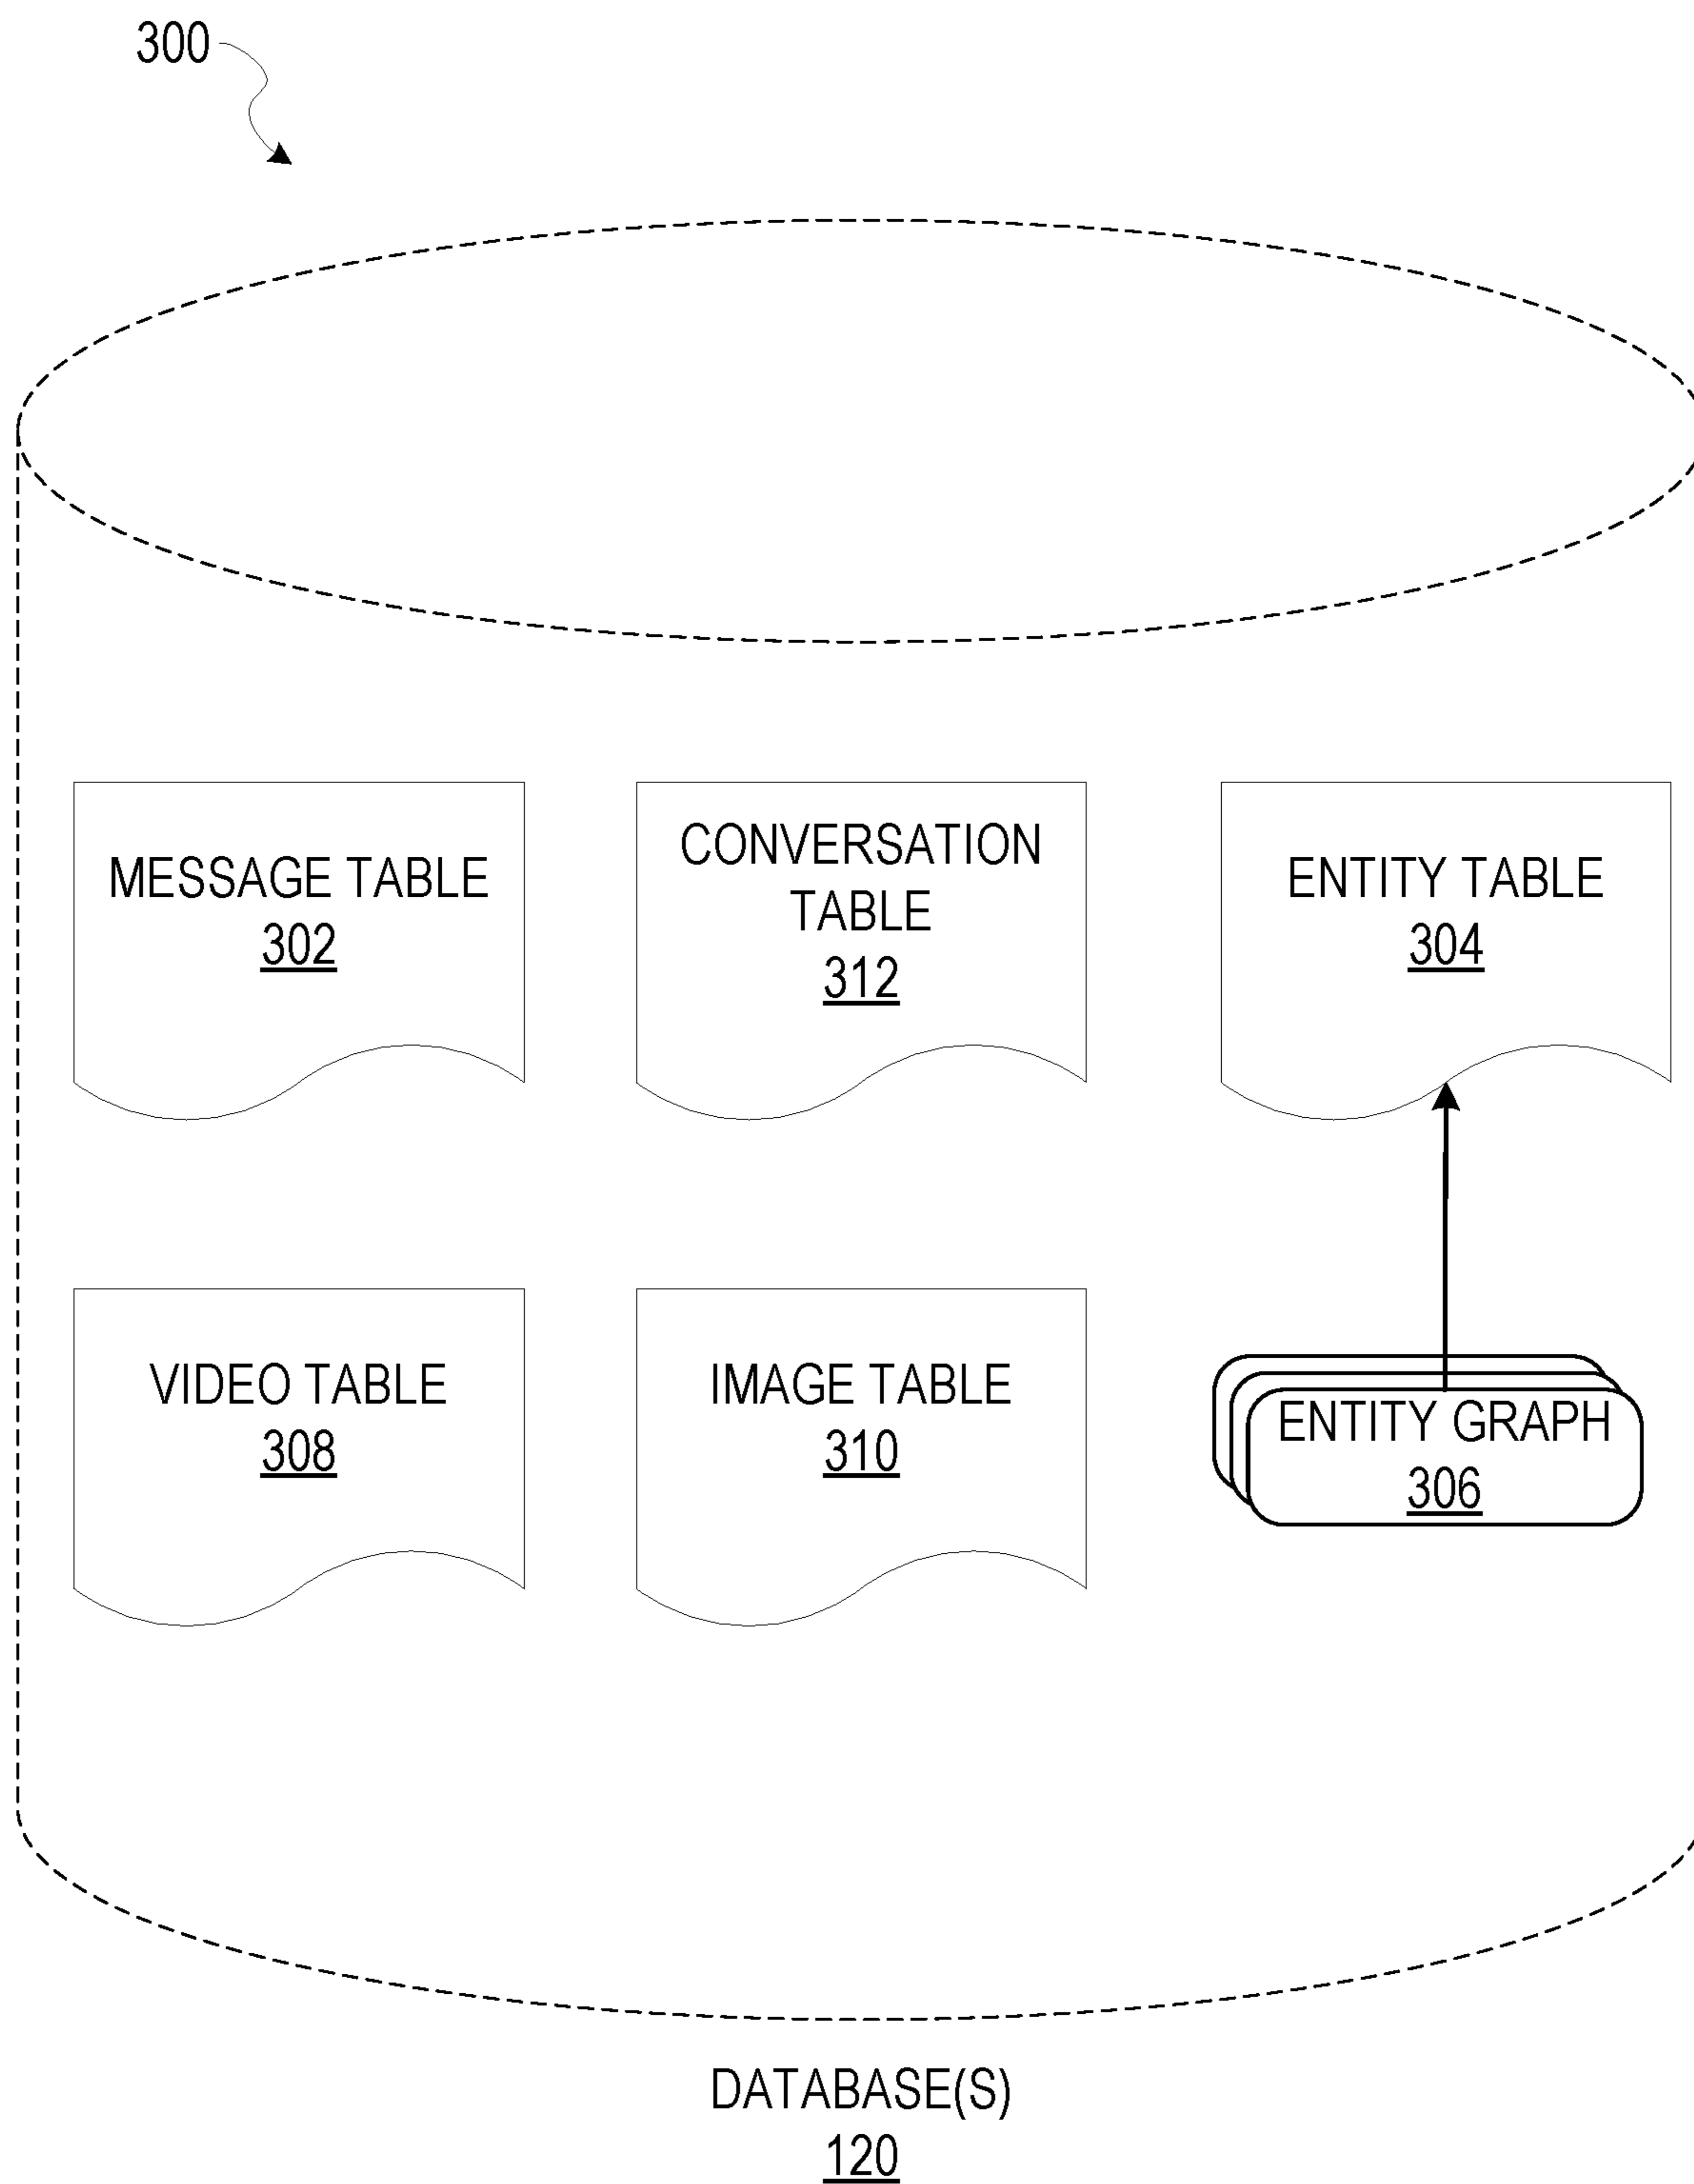 300
MESSAGE TABLE
302
CONVERSATION
TABLE
312
ENTITY TABLE
304
VIDEO TABLE
308
IMAGE TABLE
310
ENTITY GRAPH
306
DATABASE(S)
120